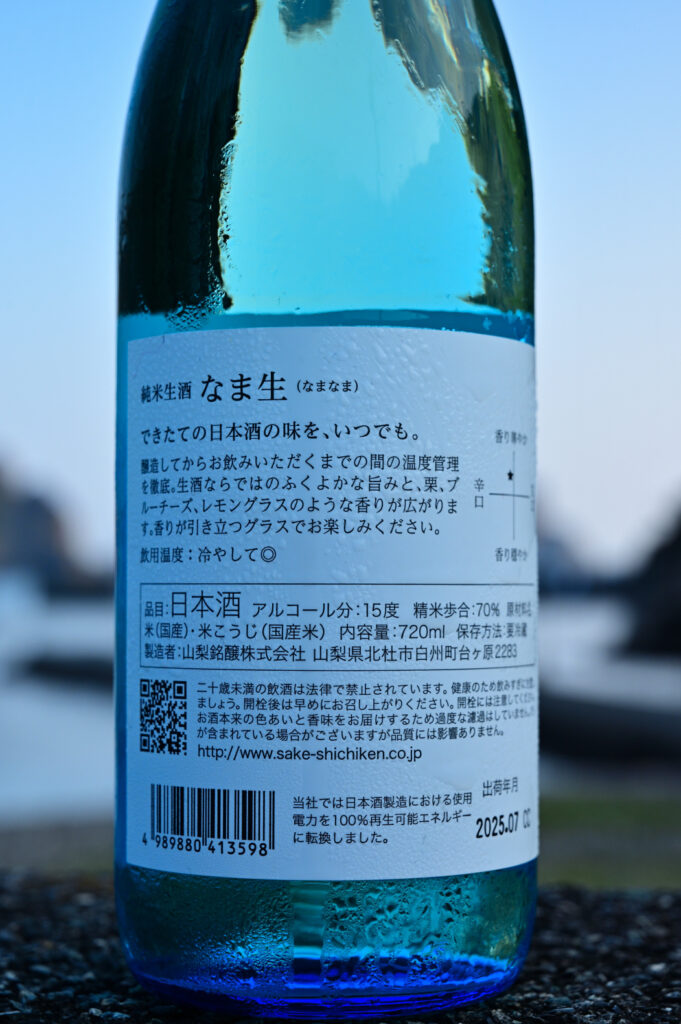 純米生酒 なま生 (なまなま)
できたての日本酒の味を、いつでも。
醸造してからお飲みいただくまでの間の温度管理
を徹底。生酒ならではのふくよかな旨みと、栗、ブ
ルーチーズ、レモングラスのような香りが広がりま
す。香りが引き立つグラスでお楽しみください。
飲用温度：冷やして◎
香り華やか
辛口
香り穏やか
品目：日本酒 アルコール分：15度 精米歩合：70% 原材料名：
米(国産)・米こうじ(国産米) 内容量：720ml 保存方法：要冷蔵
製造者：山梨銘醸株式会社 山梨県北杜市白州町台ヶ原2283
二十歳未満の飲酒は法律で禁止されています。健康のため飲みすぎに注意し
ましょう。開栓後は早めにお召し上がりください。開栓には注意してく
お酒本来の色あいと香味をお届けするため過度な濾過はしていません。
が含まれている場合がございますが品質には影響ありません。
http://www.sake-shichiken.co.jp
当社では日本酒製造における使用
電力を100%再生可能エネルギー
に転換しました。
出荷年月
2025.07
4 989880 413598